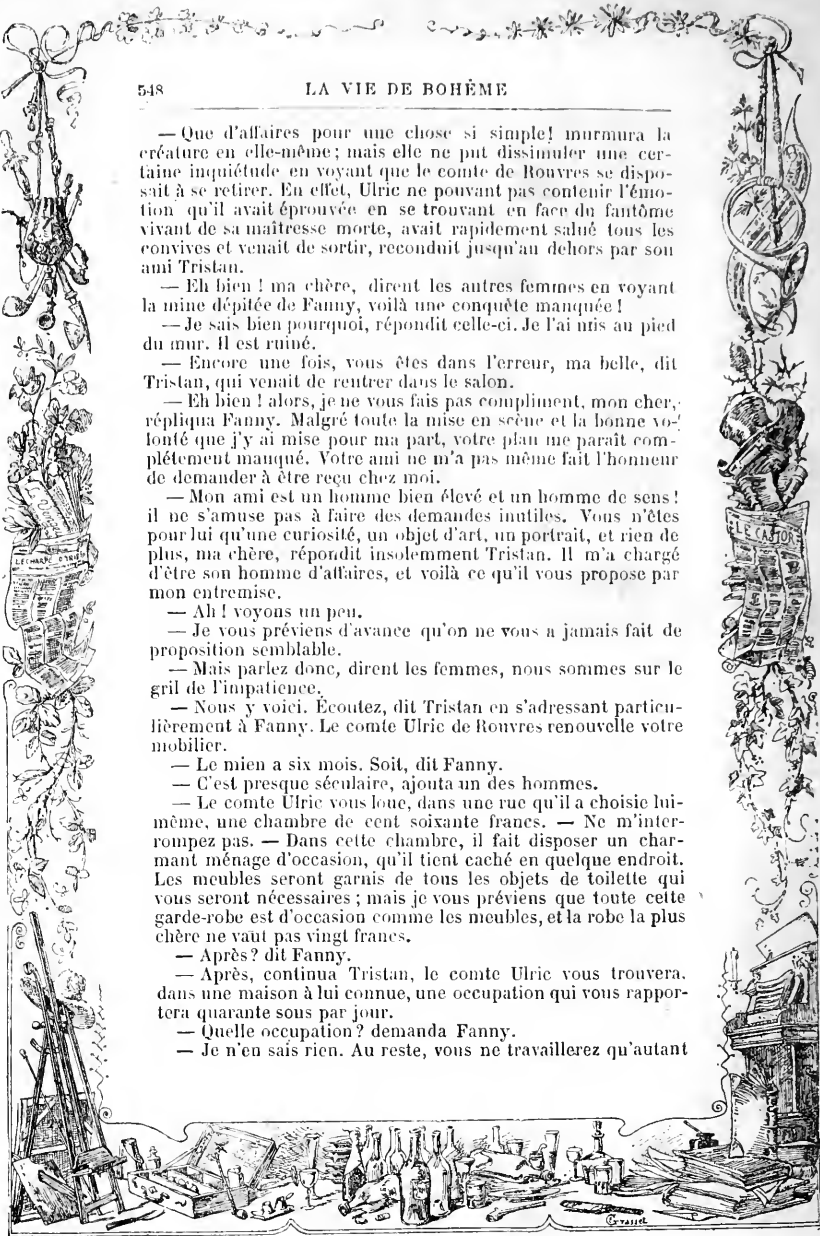 548
LA VIE DE BOHÈME
— Que d'affaires pour une chose si simple! murmura la
créature en elle-même; mais elle ne put dissimuler une cer-
taine inquiétude en voyant que le comte de Rouvres se dispo-
sait à se retirer. En effet, Ulric ne pouvant pas contenir l'émo-
tion qu'il avait éprouvée en se trouvant en face du fantôme
vivant de sa maîtresse morte, avait rapidement salué tous les
convives et venait de sortir, reconduit jusqu'au dehors par son
ami Tristan.
— Eh bien ! ma chère, dirent les autres femmes en voyant
la mine dépitée de Fanny, voilà une conquête manquée !
— Je sais bien pourquoi, répondit celle-ci. Je l'ai mis au pied
du mur. Il est ruiné.
— Encore une fois, vous êtes dans l'erreur, ma belle, dit
Tristan, qui venait de rentrer dans le salon.
— Eh bien ! alors, je ne vous fais pas compliment, mon cher,
répliqua Fanny. Malgré toute la mise en scène et la bonne vo-
lonté que j'y ai mise pour ma part, votre plan me paraît com-
plétement manqué. Votre ami ne m'a pas même fait l'honneur
de demander à être reçu chez moi.
— Mon ami est un homme bien élevé et un homme de sens !
il ne s'amuse pas à faire des demandes inutiles. Vous n'êtes
pour lui qu'une curiosité, un objet d'art, un portrait, et rien de
plus, ma chère, répondit insolemment Tristan. Il m'a chargé
d'être son homme d'affaires, et voilà ce qu'il vous propose par
mon entremise.
— Ah ! voyons un peu.
— Je vous préviens d'avance qu'on ne vous a jamais fait de
proposition semblable.
— Mais parlez donc, dirent les femmes, nous sommes sur le
gril de l'impatience.
— Nous y voici. Écoutez, dit Tristan en s'adressant particu-
lièrement à Fanny. Le comte Ulric de Rouvres renouvelle votre
mobilier.
— Le mien a six mois. Soit, dit Fanny.
— C'est presque séculaire, ajouta un des hommes.
— Le comte Ulric vous loue, dans une rue qu'il a choisie lui-
même, une chambre de cent soixante francs. — Ne m'inter-
rompez pas. — Dans cette chambre, il fait disposer un char-
mant ménage d'occasion, qu'il tient caché en quelque endroit.
Les meubles seront garnis de tous les objets de toilette qui
vous seront nécessaires ; mais je vous préviens que toute cette
garde-robe est d'occasion comme les meubles, et la robe la plus
chère ne vaut pas vingt francs.
— Après? dit Fanny.
— Après, continua Tristan, le comte Ulric vous trouvera,
dans une maison à lui connue, une occupation qui vous rappor-
tera quarante sous par jour.
— Quelle occupation? demanda Fanny.
— Je n'en sais rien. Au reste, vous ne travaillerez qu'autant
LE CASTOR
Grasset